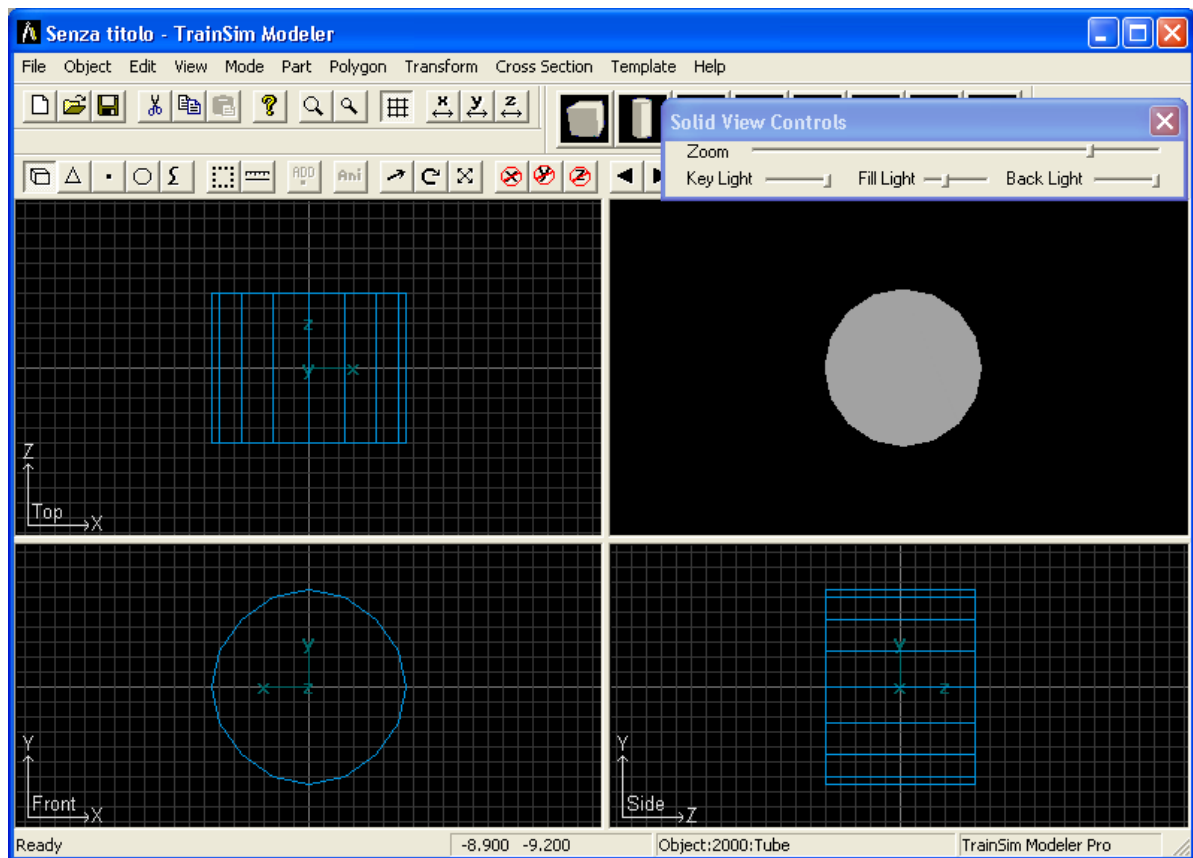 Senza titolo - TrainSim Modeler
File Object Edit View Mode Part Polygon Transform Cross Section Template Help
x y z
Solid View Controls
Zoom
ADD Ani x y z
Key Light Fill Light Back Light
z
y x
Z
Top
X
y
x z
Y
Front
X
y
x z
Y
Side
Z
Ready -8.900 -9.200 Object:2000:Tube TrainSim Modeler Pro